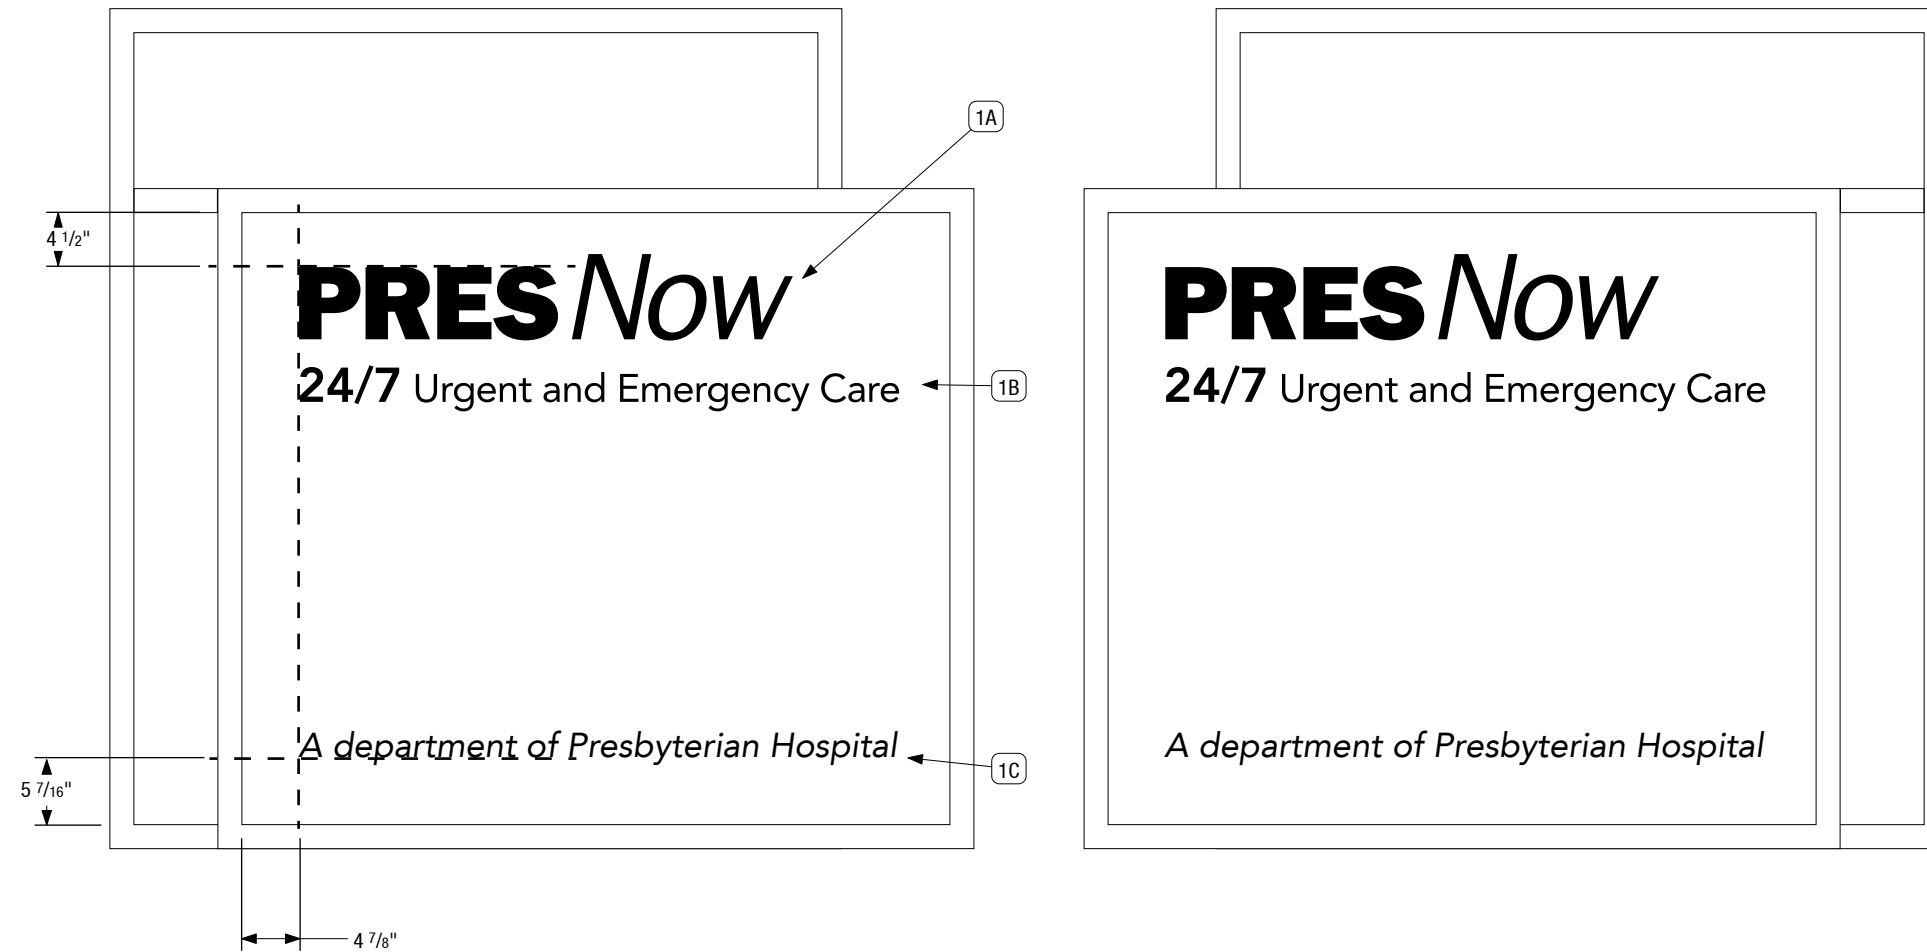 1A
4 1/2"
PRES Now
24/7 Urgent and Emergency Care
1B
A department of Presbyterian Hospital
1C
5 7/16"
4 7/8"
PRES Now
24/7 Urgent and Emergency Care
A department of Presbyterian Hospital